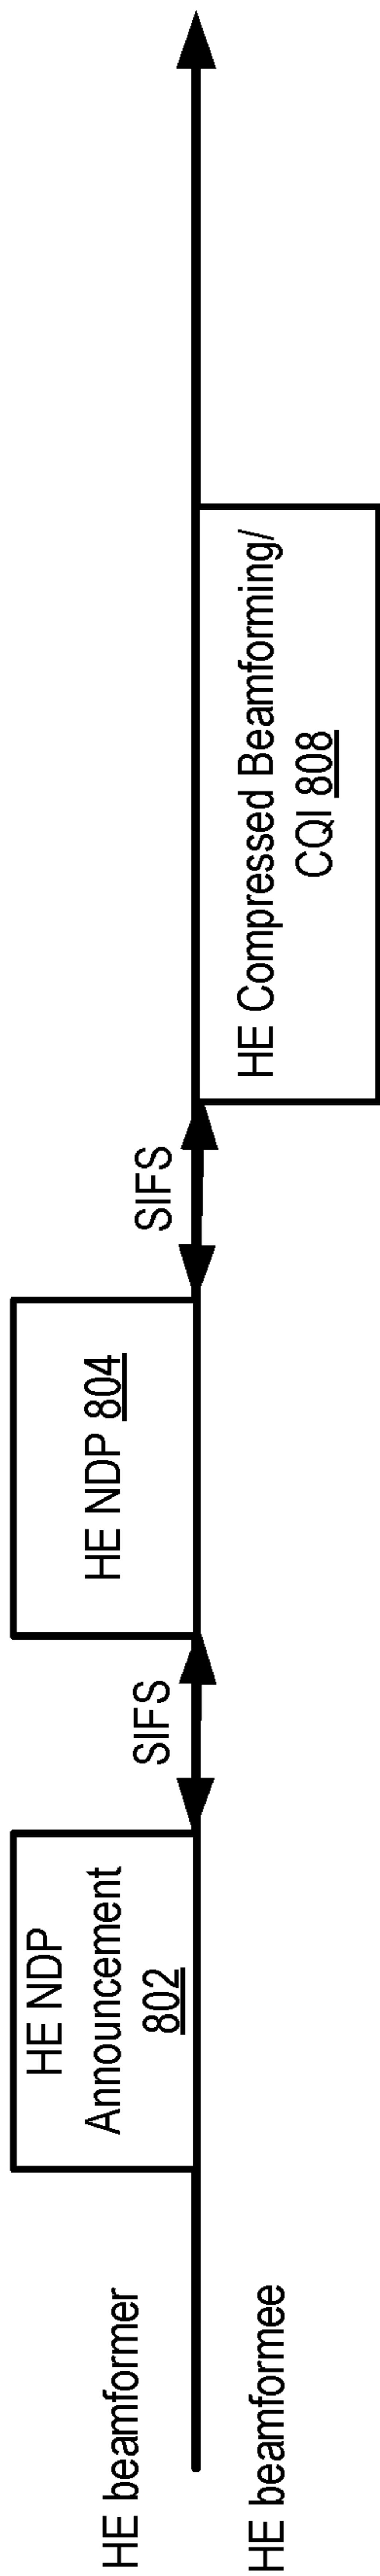 HE beamformer
HE beamformee
HE NDP
Announcement
802
SIFS
HE NDP 804
SIFS
HE Compressed Beamforming/
CQI 808